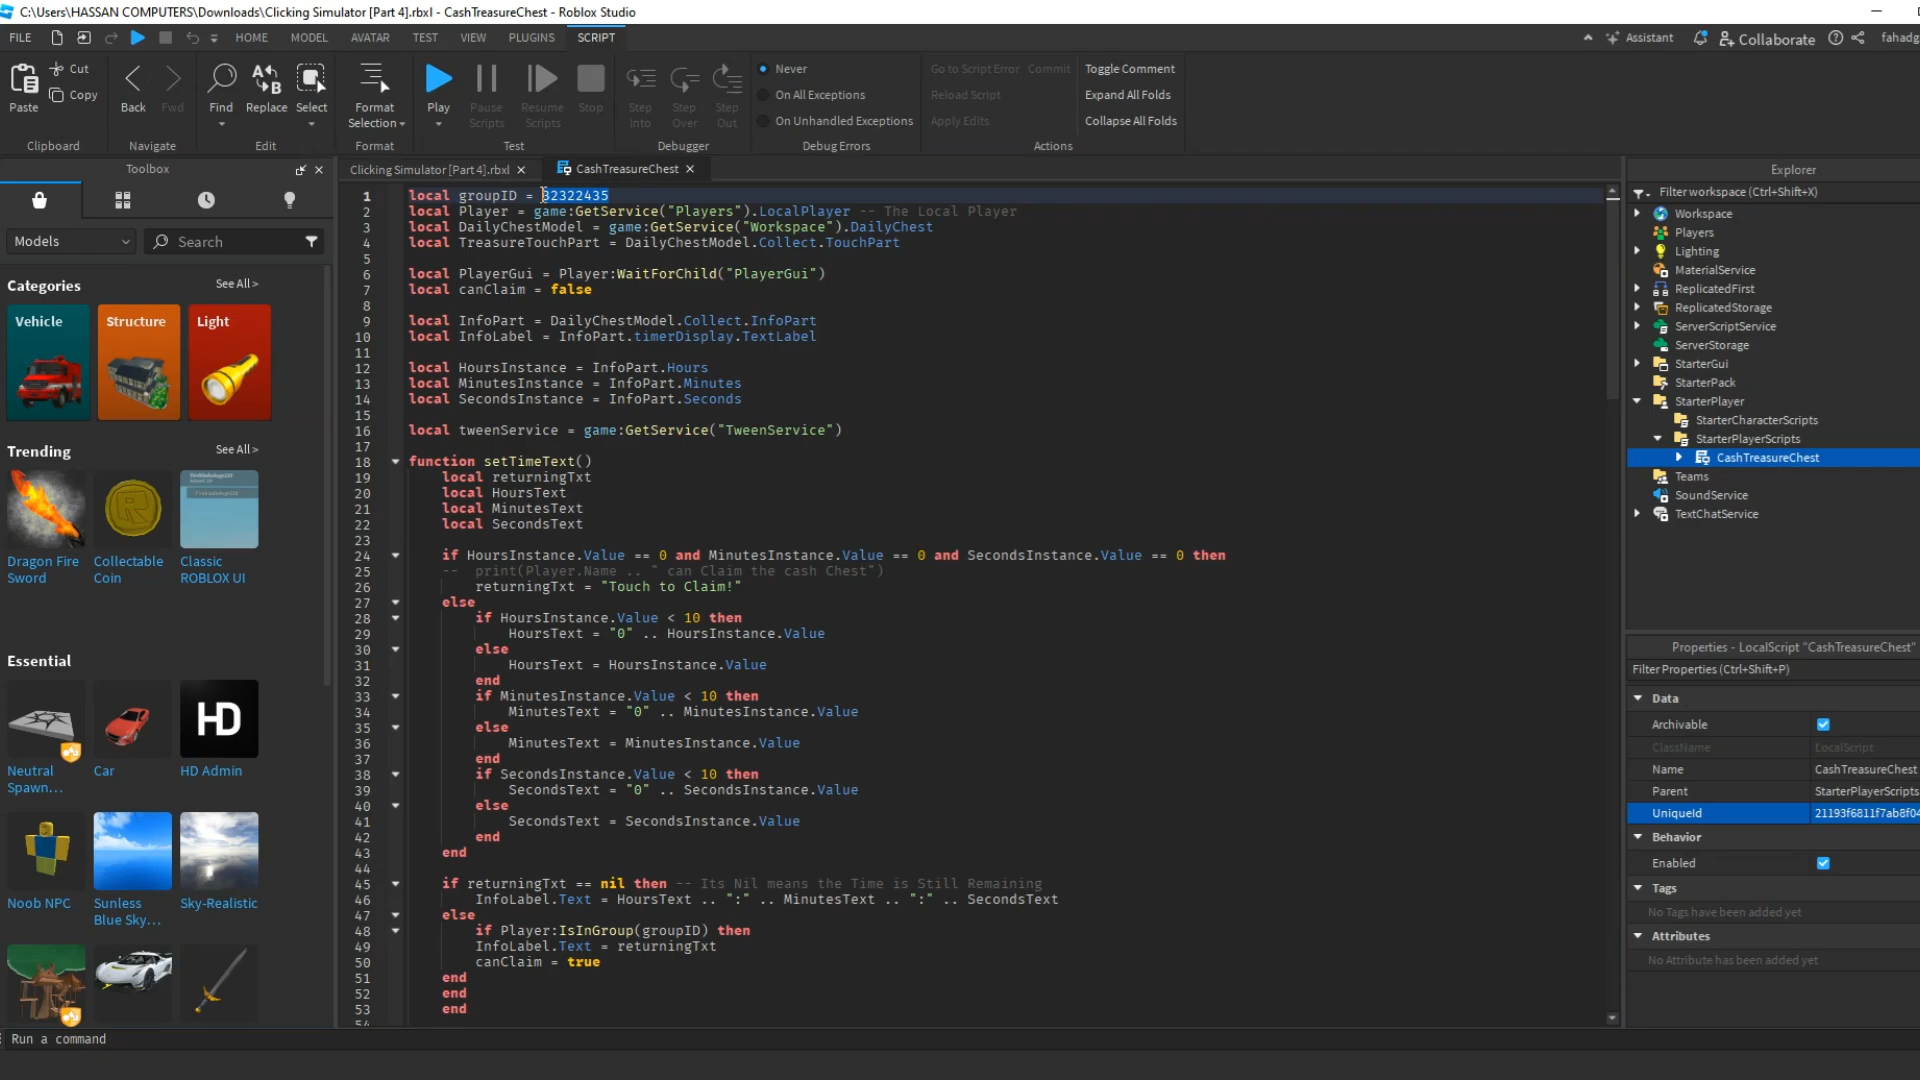 C:\Users\HASSAN COMPUTERS\Downloads\Clicking Simulator [Part 4].rbxl - CashTreasureChest - Roblox Studio
FILE HOME MODEL AVATAR TEST VIEW PLUGINS SCRIPT Assistant Collaborate fahadg
Paste Cut Copy
Clipboard
Back Fwd
Navigate
Find Replace Select
Edit
Format Selection
Format
Play Pause Scripts Resume Scripts Stop
Test
Step Into Step Over Step Out
Debugger
Never
On All Exceptions
On Unhandled Exceptions
Debug Errors
Go to Script Error Commit
Reload Script
Apply Edits
Toggle Comment
Expand All Folds
Collapse All Folds
Actions
Toolbox
Models Search
Categories See All >
Vehicle Structure Light
Trending See All >
Dragon Fire Sword
Collectable Coin
Classic ROBLOX UI
Essential
HD
Neutral Spawn...
Car
HD Admin
Noob NPC
Sunless Blue Sky...
Sky-Realistic
Clicking Simulator [Part 4].rbxl CashTreasureChest
1 local groupID = 32322435
2 local Player = game:GetService("Players").LocalPlayer -- The Local Player
3 local DailyChestModel = game:GetService("Workspace").DailyChest
4 local TreasureTouchPart = DailyChestModel.Collect.TouchPart
5
6 local PlayerGui = Player:WaitForChild("PlayerGui")
7 local canClaim = false
8
9 local InfoPart = DailyChestModel.Collect.InfoPart
10 local InfoLabel = InfoPart.timerDisplay.TextLabel
11
12 local HoursInstance = InfoPart.Hours
13 local MinutesInstance = InfoPart.Minutes
14 local SecondsInstance = InfoPart.Seconds
15
16 local tweenService = game:GetService("TweenService")
17
18 function setTimeText()
19 local returningTxt
20 local HoursText
21 local MinutesText
22 local SecondsText
23
24 if HoursInstance.Value == 0 and MinutesInstance.Value == 0 and SecondsInstance.Value == 0 then
25 -- print(Player.Name .. " can Claim the cash Chest")
26 returningTxt = "Touch to Claim!"
27 else
28 if HoursInstance.Value < 10 then
29 HoursText = "0" .. HoursInstance.Value
30 else
31 HoursText = HoursInstance.Value
32 end
33 if MinutesInstance.Value < 10 then
34 MinutesText = "0" .. MinutesInstance.Value
35 else
36 MinutesText = MinutesInstance.Value
37 end
38 if SecondsInstance.Value < 10 then
39 SecondsText = "0" .. SecondsInstance.Value
40 else
41 SecondsText = SecondsInstance.Value
42 end
43 end
44
45 if returningTxt == nil then -- Its Nil means the Time is Still Remaining
46 InfoLabel.Text = HoursText .. ":" .. MinutesText .. ":" .. SecondsText
47 else
48 if Player:IsInGroup(groupID) then
49 InfoLabel.Text = returningTxt
50 canClaim = true
51 end
52 end
53 end
54
Explorer
Filter workspace (Ctrl+Shift+X)
Workspace
Players
Lighting
MaterialService
ReplicatedFirst
ReplicatedStorage
ServerScriptService
ServerStorage
StarterGui
StarterPack
StarterPlayer
StarterCharacterScripts
StarterPlayerScripts
CashTreasureChest
Teams
SoundService
TextChatService
Properties - LocalScript "CashTreasureChest"
Filter Properties (Ctrl+Shift+P)
Data
Archivable
ClassName LocalScript
Name CashTreasureChest
Parent StarterPlayerScripts
UniqueId 21193f6811f7ab8f04
Behavior
Enabled
Tags
No Tags have been added yet
Attributes
No Attribute has been added yet
Run a command